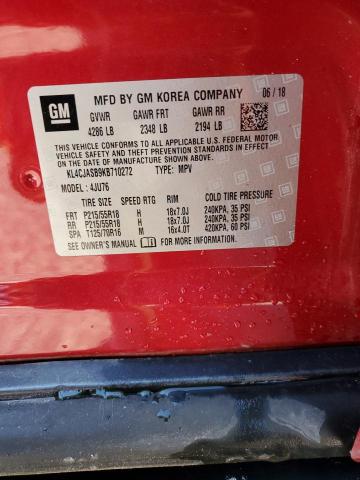 GM
MFD BY GM KOREA COMPANY 06 / 18
GVWR GAWR FRT GAWR RR
4286 LB 2348 LB 2194 LB
THIS VEHICLE CONFORMS TO ALL APPLICABLE U.S. FEDERAL MOTOR
VEHICLE SAFETY, BUMPER, AND THEFT PREVENTION STANDARDS IN EFFECT
ON THE DATE OF MANUFACTURE SHOWN ABOVE.
KL4CJASB9KB710272 TYPE: MPV
MODEL: 4JU76
TIRE SIZE SPEED RTG RIM COLD TIRE PRESSURE
FRT P215/55R18 H 18x7.0J 240KPA, 35 PSI
RR P215/55R18 H 18x7.0J 240KPA, 35 PSI
SPA T125/70R16 M 16x4.0T 420KPA, 60 PSI
SEE OWNER'S MANUAL FOR ADDITIONAL INFORMATION